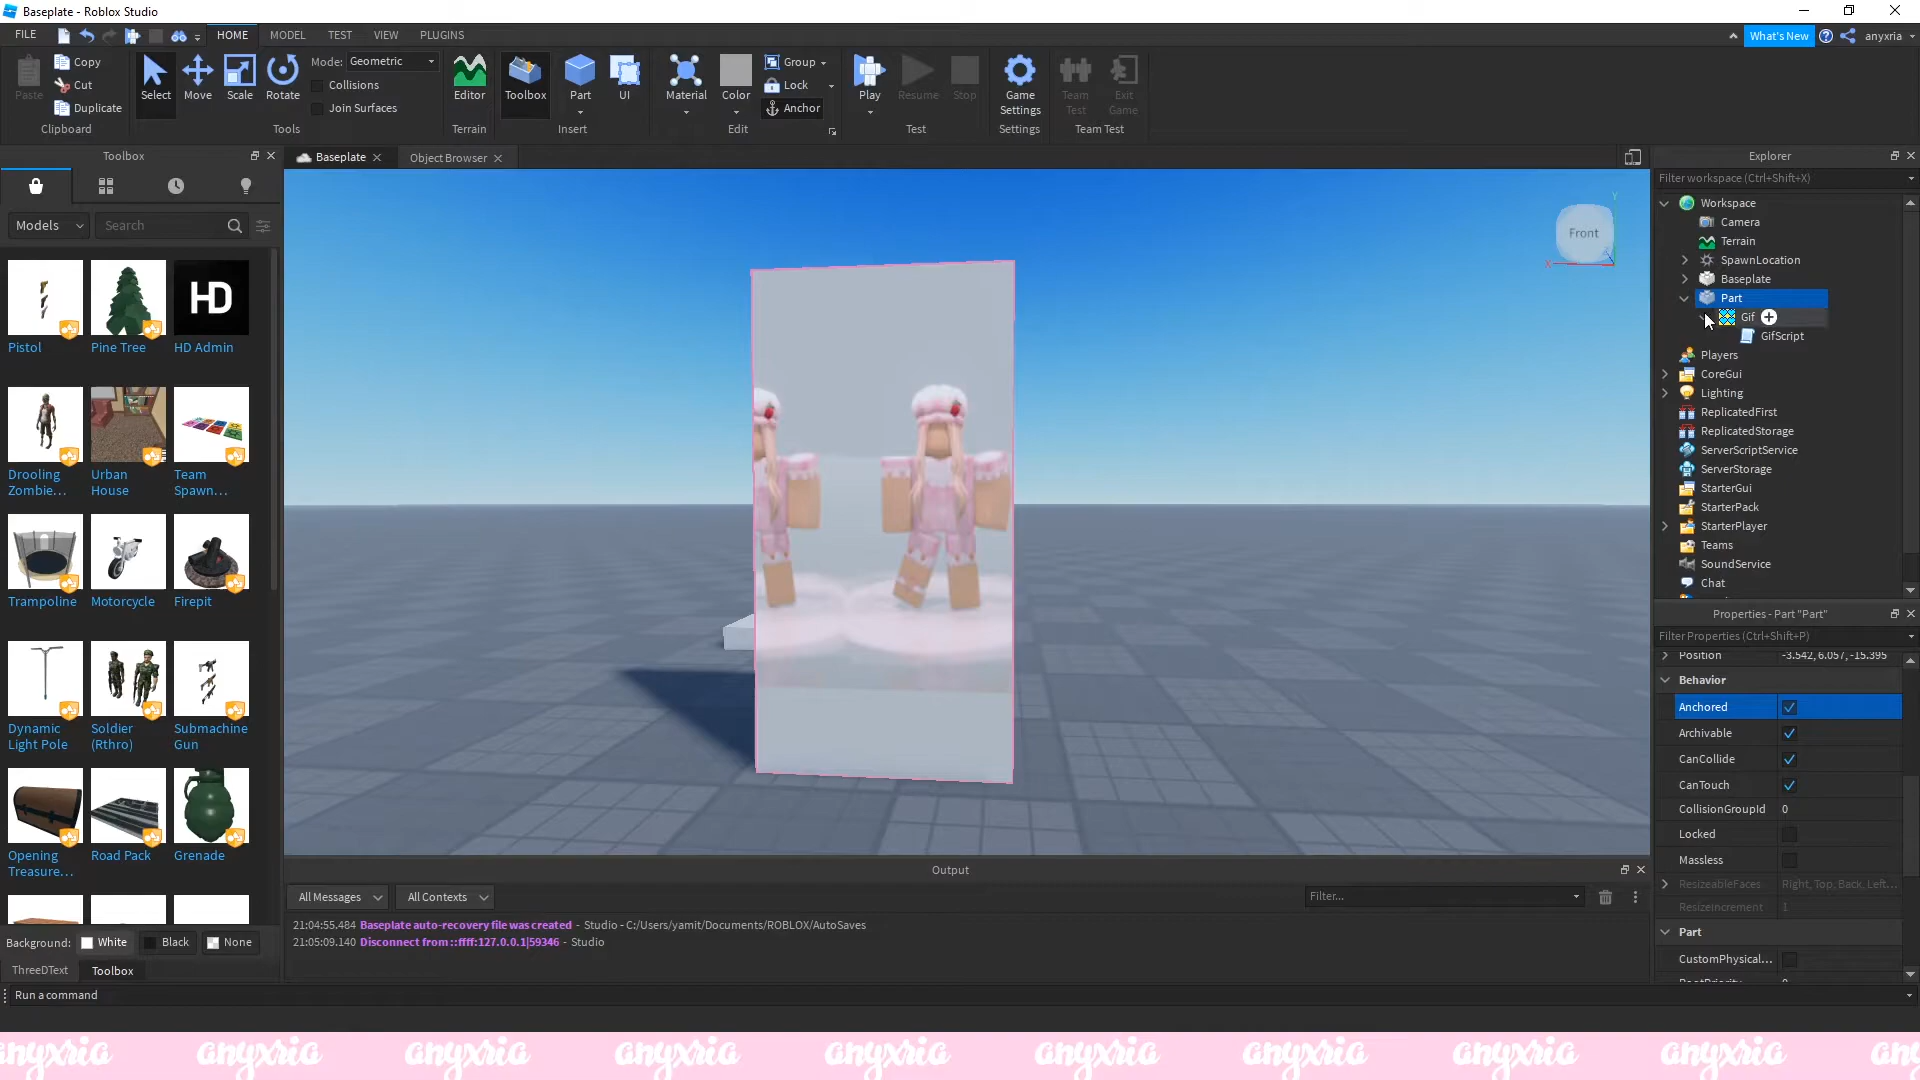 Baseplate - Roblox Studio
FILE
HOME
MODEL
TEST
VIEW
PLUGINS
What's New
anyxria
Paste
Copy
Cut
Duplicate
Clipboard
Select
Move
Scale
Rotate
Mode: Geometric
Collisions
Join Surfaces
Tools
Editor
Terrain
Toolbox
Part
UI
Insert
Material
Color
Group
Lock
Anchor
Edit
Play
Resume
Stop
Test
Game
Settings
Settings
Team
Test
Exit
Game
Team Test
Toolbox
Models
Search
Pistol
Pine Tree
HD
HD Admin
Drooling
Zombie...
Urban
House
Team
Spawn...
Trampoline
Motorcycle
Firepit
Dynamic
Light Pole
Soldier
(Rthro)
Submachine
Gun
Opening
Treasure...
Road Pack
Grenade
Background:
White
Black
None
ThreeDText
Toolbox
Run a command
Baseplate
Object Browser
Front
X
Y
Output
All Messages
All Contexts
Filter...
21:04:55.484 Baseplate auto-recovery file was created - Studio - C:/Users/yamit/Documents/ROBLOX/AutoSaves
21:05:09.140 Disconnect from ::ffff:127.0.0.1|59346 - Studio
Explorer
Filter workspace (Ctrl+Shift+X)
Workspace
Camera
Terrain
SpawnLocation
Baseplate
Part
Gif
GifScript
Players
CoreGui
Lighting
ReplicatedFirst
ReplicatedStorage
ServerScriptService
ServerStorage
StarterGui
StarterPack
StarterPlayer
Teams
SoundService
Chat
Properties - Part "Part"
Filter Properties (Ctrl+Shift+P)
Position -3.542, 6.057, -15.395
Behavior
Anchored
Archivable
CanCollide
CanTouch
CollisionGroupId 0
Locked
Massless
ResizeableFaces Right, Top, Back, Left...
ResizeIncrement 1
Part
CustomPhysical...
anyxria anyxria anyxria anyxria anyxria anyxria anyxria anyxria anyxria